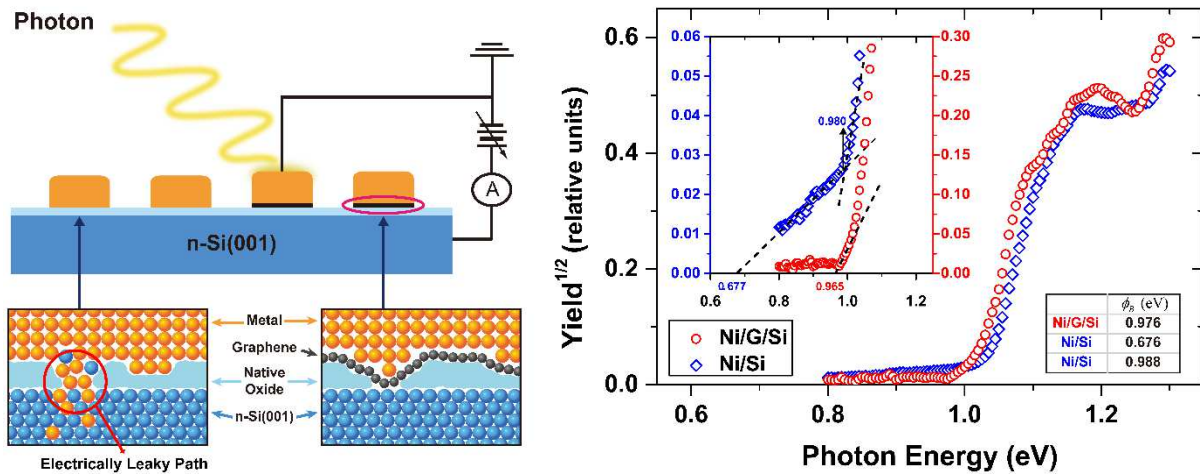 Photon
A
n-Si(001)
Metal
Graphene
Native
Oxide
n-Si(001)
Electrically Leaky Path
Yield^1/2 (relative units)
0.6
0.4
0.2
0.0
0.6 0.8 1.0 1.2
Photon Energy (eV)
0.06
0.05
0.04
0.03
0.02
0.01
0.00
0.30
0.25
0.20
0.15
-0.10
-0.05
-0.00
0.6 0.8 1.0 1.2
0.980
0.677
0.965
Ni/G/Si
Ni/Si
ϕB (eV)
Ni/G/Si 0.976
Ni/Si 0.676
Ni/Si 0.988